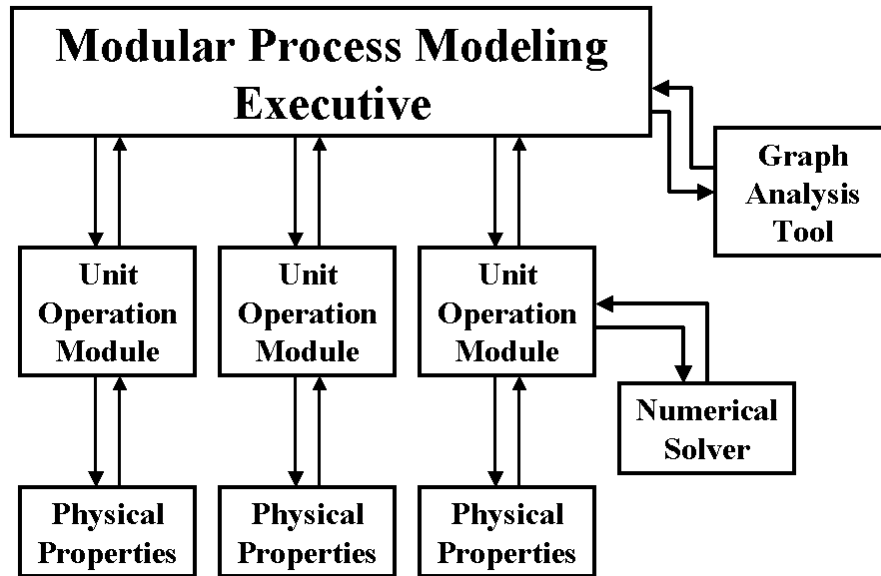 Modular Process Modeling
Executive
Graph
Analysis
Tool
Unit
Operation
Module
Unit
Operation
Module
Unit
Operation
Module
Numerical
Solver
Physical
Properties
Physical
Properties
Physical
Properties